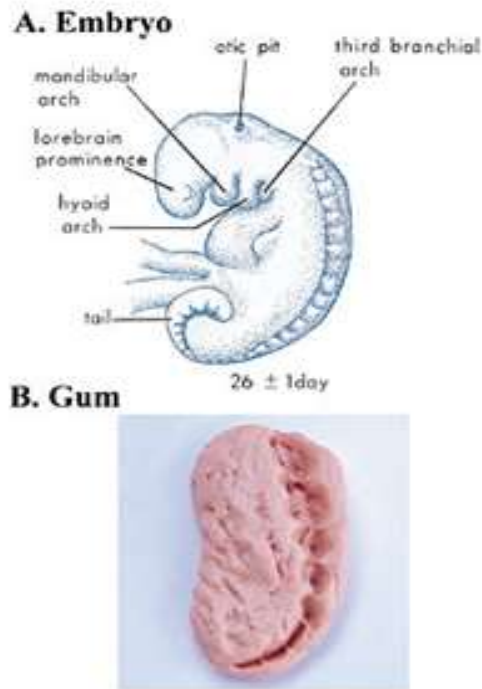 A. Embryo
otic pit
third branchial
arch
mandibular
arch
forebrain
prominence
hyoid
arch
tail
26 ± 1day
B. Gum